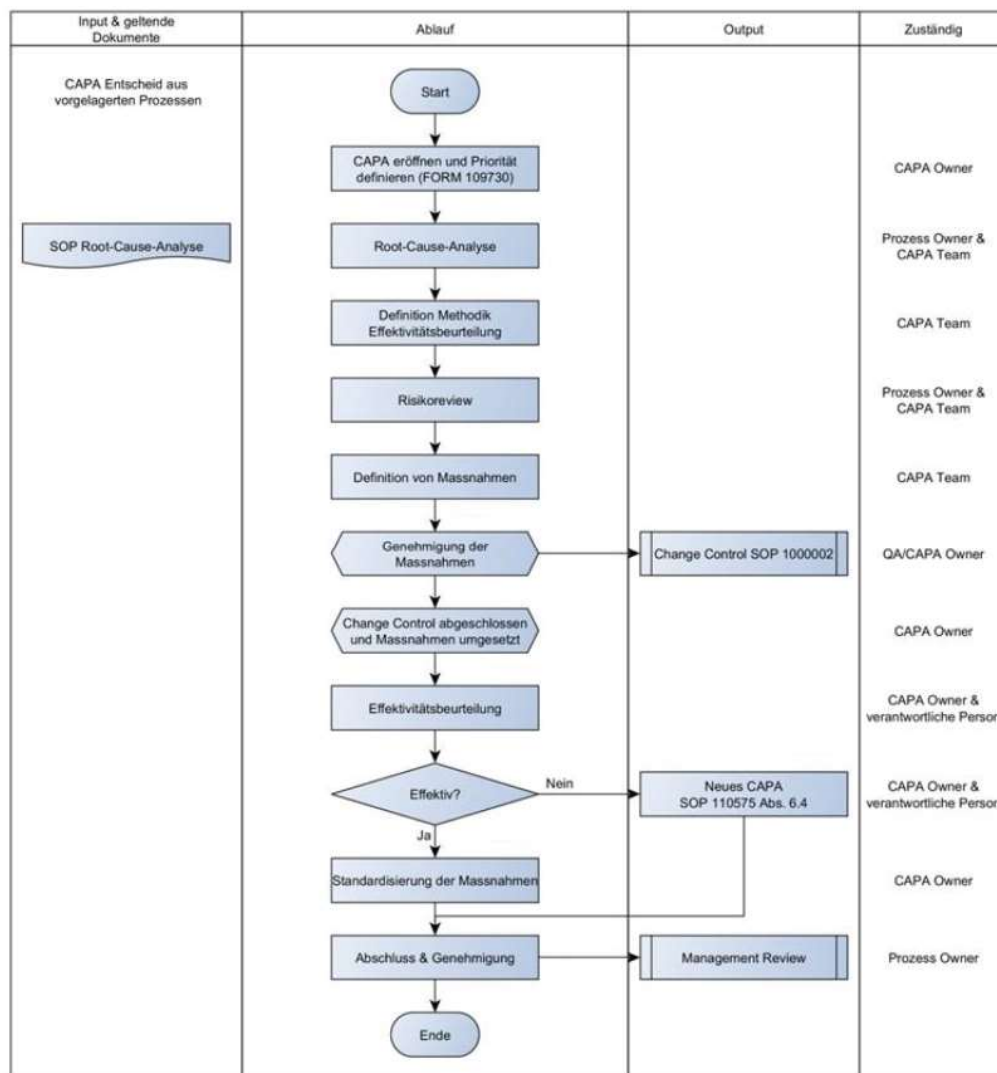 Input & geltende
Dokumente
Ablauf
Output
Zuständig
CAPA Entscheid aus
vorgelagerten Prozessen
Start
CAPA eröffnen und Priorität
definieren (FORM 109730)
CAPA Owner
SOP Root-Cause-Analyse
Root-Cause-Analyse
Prozess Owner &
CAPA Team
Definition Methodik
Effektivitätsbeurteilung
CAPA Team
Risikoreview
Prozess Owner &
CAPA Team
Definition von Massnahmen
CAPA Team
Genehmigung der
Massnahmen
Change Control SOP 1000002
QA/CAPA Owner
Change Control abgeschlossen
und Massnahmen umgesetzt
CAPA Owner
Effektivitätsbeurteilung
CAPA Owner &
verantwortliche Person
Effektiv?
Nein
Neues CAPA
SOP 110575 Abs. 6.4
CAPA Owner &
verantwortliche Person
Ja
Standardisierung der Massnahmen
CAPA Owner
Abschluss & Genehmigung
Management Review
Prozess Owner
Ende